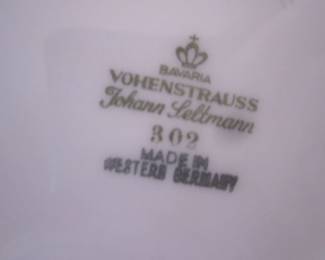 BAVARIA
VOHENSTRAUSS
Johann Seltmann
302
MADE IN
WESTERN GERMANY